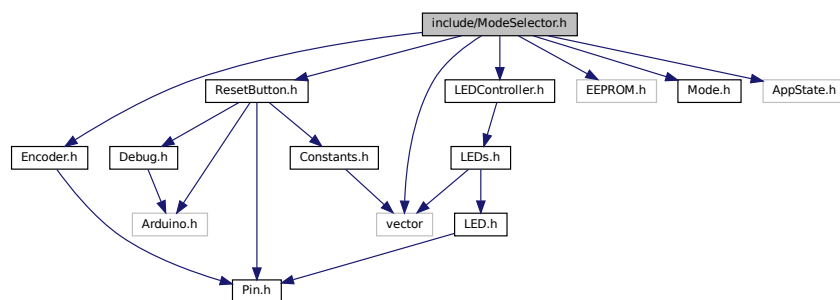 include/ModeSelector.h
ResetButton.h
LEDController.h
EEPROM.h
Mode.h
AppState.h
Encoder.h
Debug.h
Constants.h
LEDs.h
Arduino.h
vector
LED.h
Pin.h